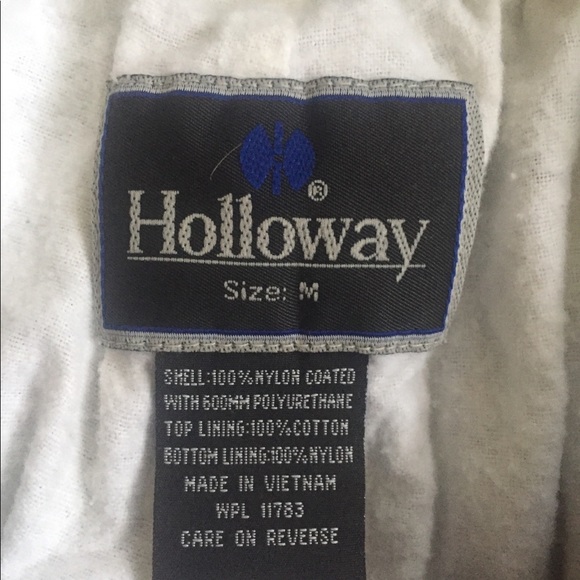 ®
Holloway
Size: M
SHELL:100%NYLON COATED
WITH 600MM POLYURETHANE
TOP LINING:100%COTTON
BOTTOM LINING:100%NYLON
MADE IN VIETNAM
WPL 11783
CARE ON REVERSE